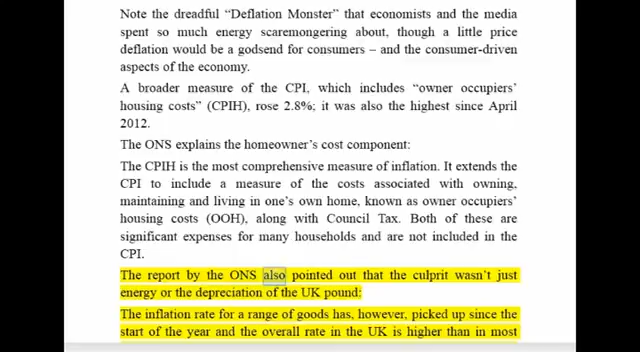 Note the dreadful “Deflation Monster” that economists and the media
spent so much energy scaremongering about, though a little price
deflation would be a godsend for consumers – and the consumer-driven
aspects of the economy.
A broader measure of the CPI, which includes “owner occupiers’
housing costs” (CPIH), rose 2.8%; it was also the highest since April
2012.
The ONS explains the homeowner’s cost component:
The CPIH is the most comprehensive measure of inflation. It extends the
CPI to include a measure of the costs associated with owning,
maintaining and living in one’s own home, known as owner occupiers’
housing costs (OOH), along with Council Tax. Both of these are
significant expenses for many households and are not included in the
CPI.
The report by the ONS also pointed out that the culprit wasn’t just
energy or the depreciation of the UK pound:
The inflation rate for a range of goods has, however, picked up since the
start of the year and the overall rate in the UK is higher than in most